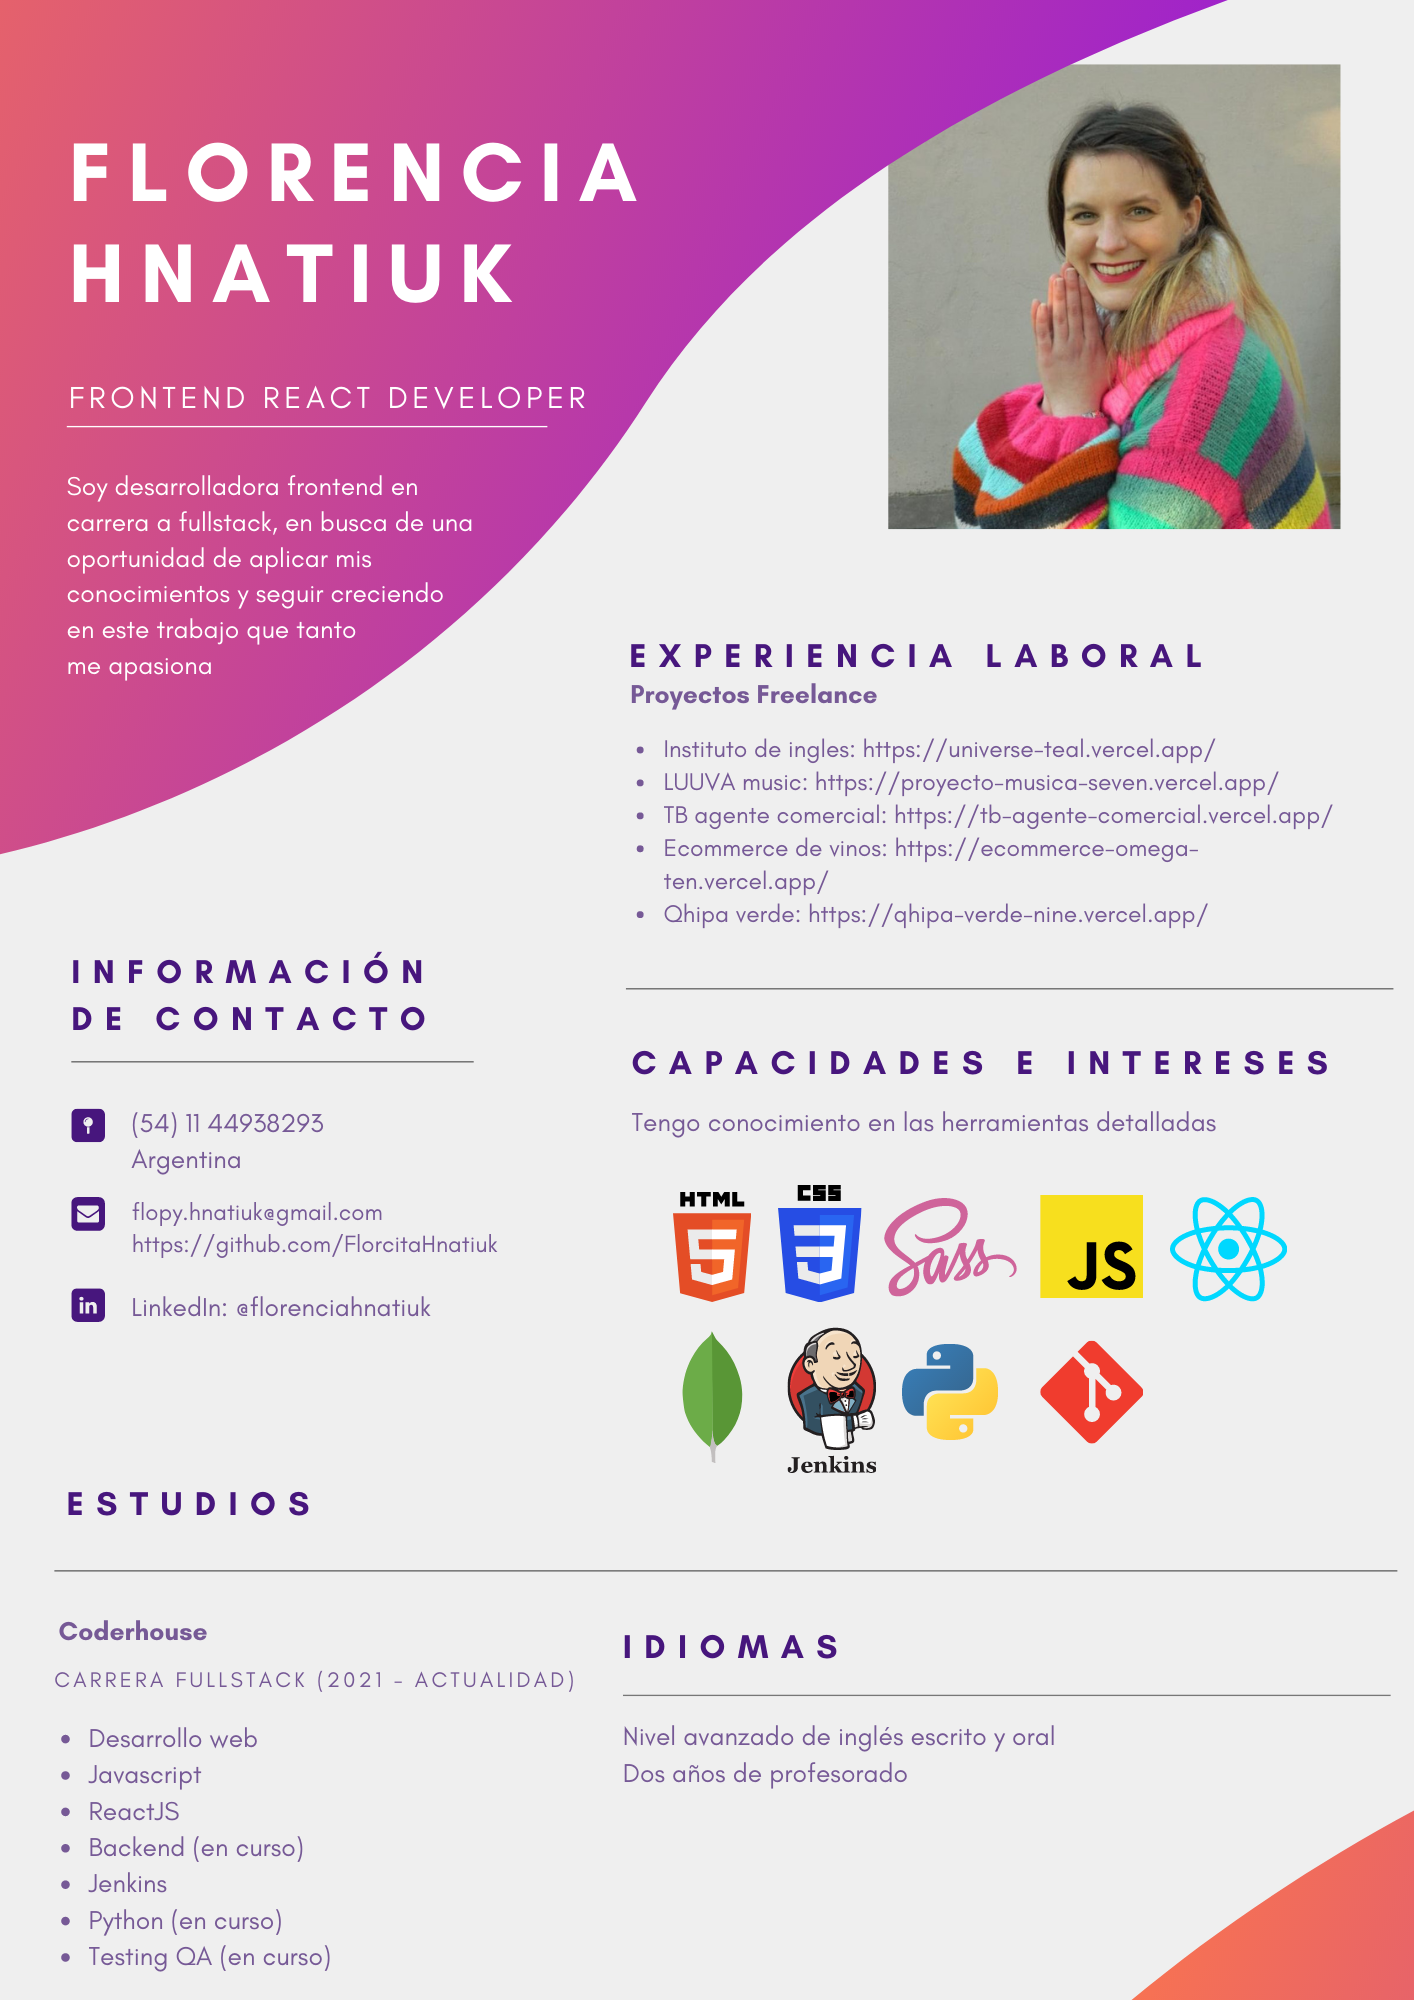 FLORENCIA
HNATIUK
FRONTEND REACT DEVELOPER
Soy desarrolladora frontend en
carrera a fullstack, en busca de una
oportunidad de aplicar mis
conocimientos y seguir creciendo
en este trabajo que tanto
me apasiona
EXPERIENCIA LABORAL
Proyectos Freelance
• Instituto de ingles: https://universe-teal.vercel.app/
• LUUVA music: https://proyecto-musica-seven.vercel.app/
• TB agente comercial: https://tb-agente-comercial.vercel.app/
• Ecommerce de vinos: https://ecommerce-omega-
ten.vercel.app/
• Qhipa verde: https://qhipa-verde-nine.vercel.app/
INFORMACIÓN
DE CONTACTO
(54) 11 44938293
Argentina
flopy.hnatiuk@gmail.com
https://github.com/FlorcitaHnatiuk
in
LinkedIn: @florenciahnatiuk
CAPACIDADES E INTERESES
Tengo conocimiento en las herramientas detalladas
HTML
5
CSS
3
Sass
JS
Jenkins
ESTUDIOS
Coderhouse
CARRERA FULLSTACK (2021 - ACTUALIDAD)
• Desarrollo web
• Javascript
• ReactJS
• Backend (en curso)
• Jenkins
• Python (en curso)
• Testing QA (en curso)
IDIOMAS
Nivel avanzado de inglés escrito y oral
Dos años de profesorado